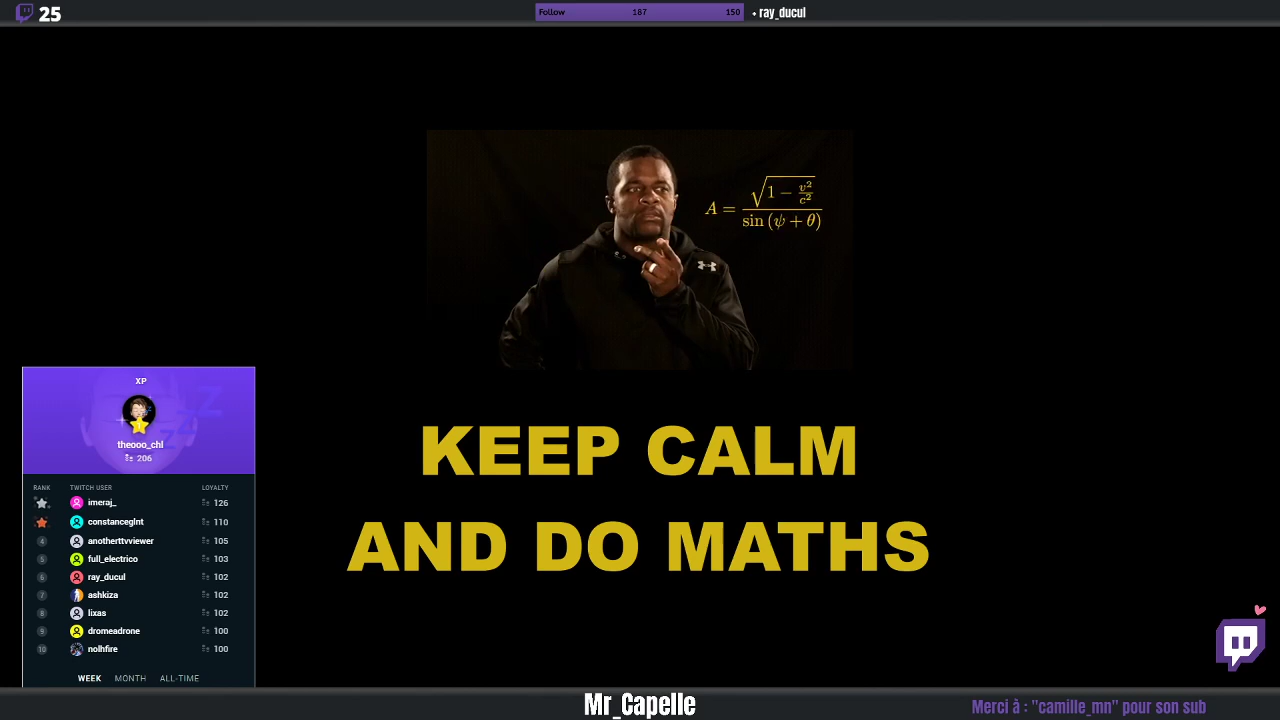 25
Follow 187 150 + ray_ducul
A = √(1 − v²/c²) / sin (ψ + θ)
XP
theooo_chl
206
RANK TWITCH USER LOYALTY
imeraj_ 126
constanceglnt 110
4 anotherttvviewer 105
5 full_electrico 103
6 ray_ducul 102
7 ashkiza 102
8 lixas 102
9 dromeadrone 100
10 nolhfire 100
WEEK MONTH ALL-TIME
KEEP CALM
AND DO MATHS
Mr_Capelle
Merci à : "camille_mn" pour son sub